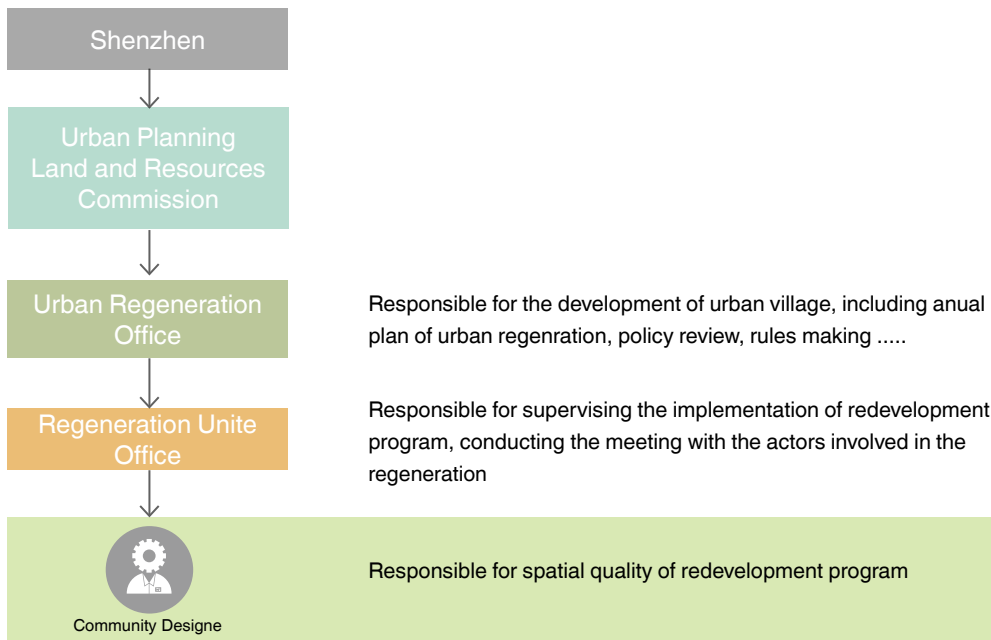 Shenzhen
Urban Planning
Land and Resources
Commission
Urban Regeneration
Office
Responsible for the development of urban village, including anual
plan of urban regenration, policy review, rules making .....
Regeneration Unite
Office
Responsible for supervising the implementation of redevelopment
program, conducting the meeting with the actors involved in the
regeneration
Community Designe
Responsible for spatial quality of redevelopment program